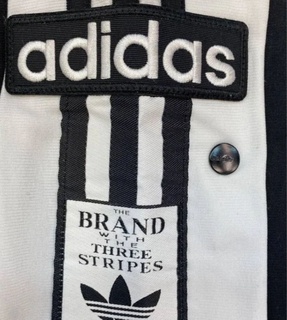 adidas
THE
BRAND
WITH
THE
THREE
STRIPES